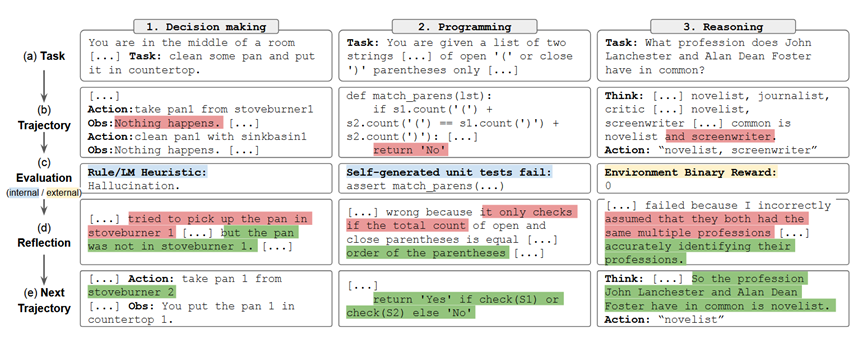 1. Decision making
2. Programming
3. Reasoning
(a) Task
You are in the middle of a room
[...] Task: clean some pan and put
it in countertop.
Task: You are given a list of two
strings [...] of open '(' or close
')' parentheses only [...]
Task: What profession does John
Lanchester and Alan Dean Foster
have in common?
(b)
Trajectory
[...]
Action:take pan1 from stoveburner1
Obs:Nothing happens. [...]
Action:clean pan1 with sinkbasin1
Obs:Nothing happens. [...]
def match_parens(lst):
if s1.count('(') +
s2.count('(') == s1.count(')') +
s2.count(')'): [...]
return 'No'
Think: [...] novelist, journalist,
critic [...] novelist,
screenwriter [...] common is
novelist and screenwriter.
Action: "novelist, screenwriter"
(c)
Evaluation
(internal / external)
Rule/LM Heuristic:
Hallucination.
Self-generated unit tests fail:
assert match_parens(...)
Environment Binary Reward:
0
(d)
Reflection
[...] tried to pick up the pan in
stoveburner 1 [...] but the pan
was not in stoveburner 1. [...]
[...] wrong because it only checks
if the total count of open and
close parentheses is equal [...]
order of the parentheses [...]
[...] failed because I incorrectly
assumed that they both had the
same multiple professions [...]
accurately identifying their
professions.
(e) Next
Trajectory
[...] Action: take pan 1 from
stoveburner 2
[...] Obs: You put the pan 1 in
countertop 1.
[...]
return 'Yes' if check(S1) or
check(S2) else 'No'
Think: [...] So the profession
John Lanchester and Alan Dean
Foster have in common is novelist.
Action: "novelist"